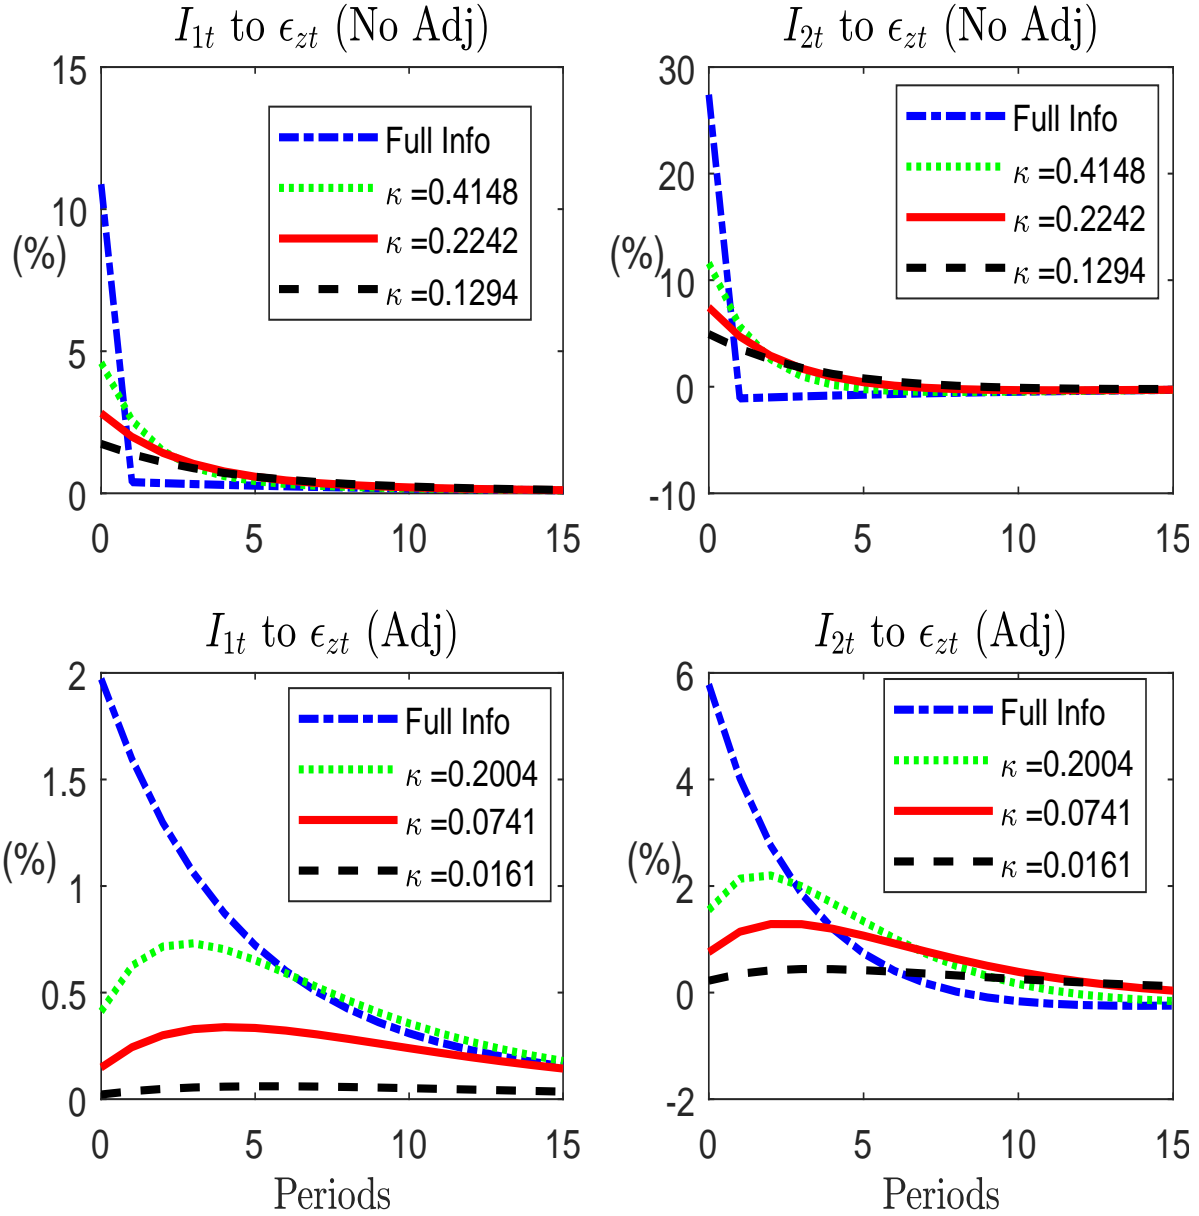 I₁ₜ to ϵ_zt (No Adj)
15
10
5
0
(%)
Full Info
κ =0.4148
κ =0.2242
κ =0.1294
0 5 10 15
I₂ₜ to ϵ_zt (No Adj)
30
20
10
0
-10
(%)
Full Info
κ =0.4148
κ =0.2242
κ =0.1294
0 5 10 15
I₁ₜ to ϵ_zt (Adj)
2
1.5
1
0.5
0
(%)
Full Info
κ =0.2004
κ =0.0741
κ =0.0161
0 5 10 15
Periods
I₂ₜ to ϵ_zt (Adj)
6
4
2
0
-2
(%)
Full Info
κ =0.2004
κ =0.0741
κ =0.0161
0 5 10 15
Periods